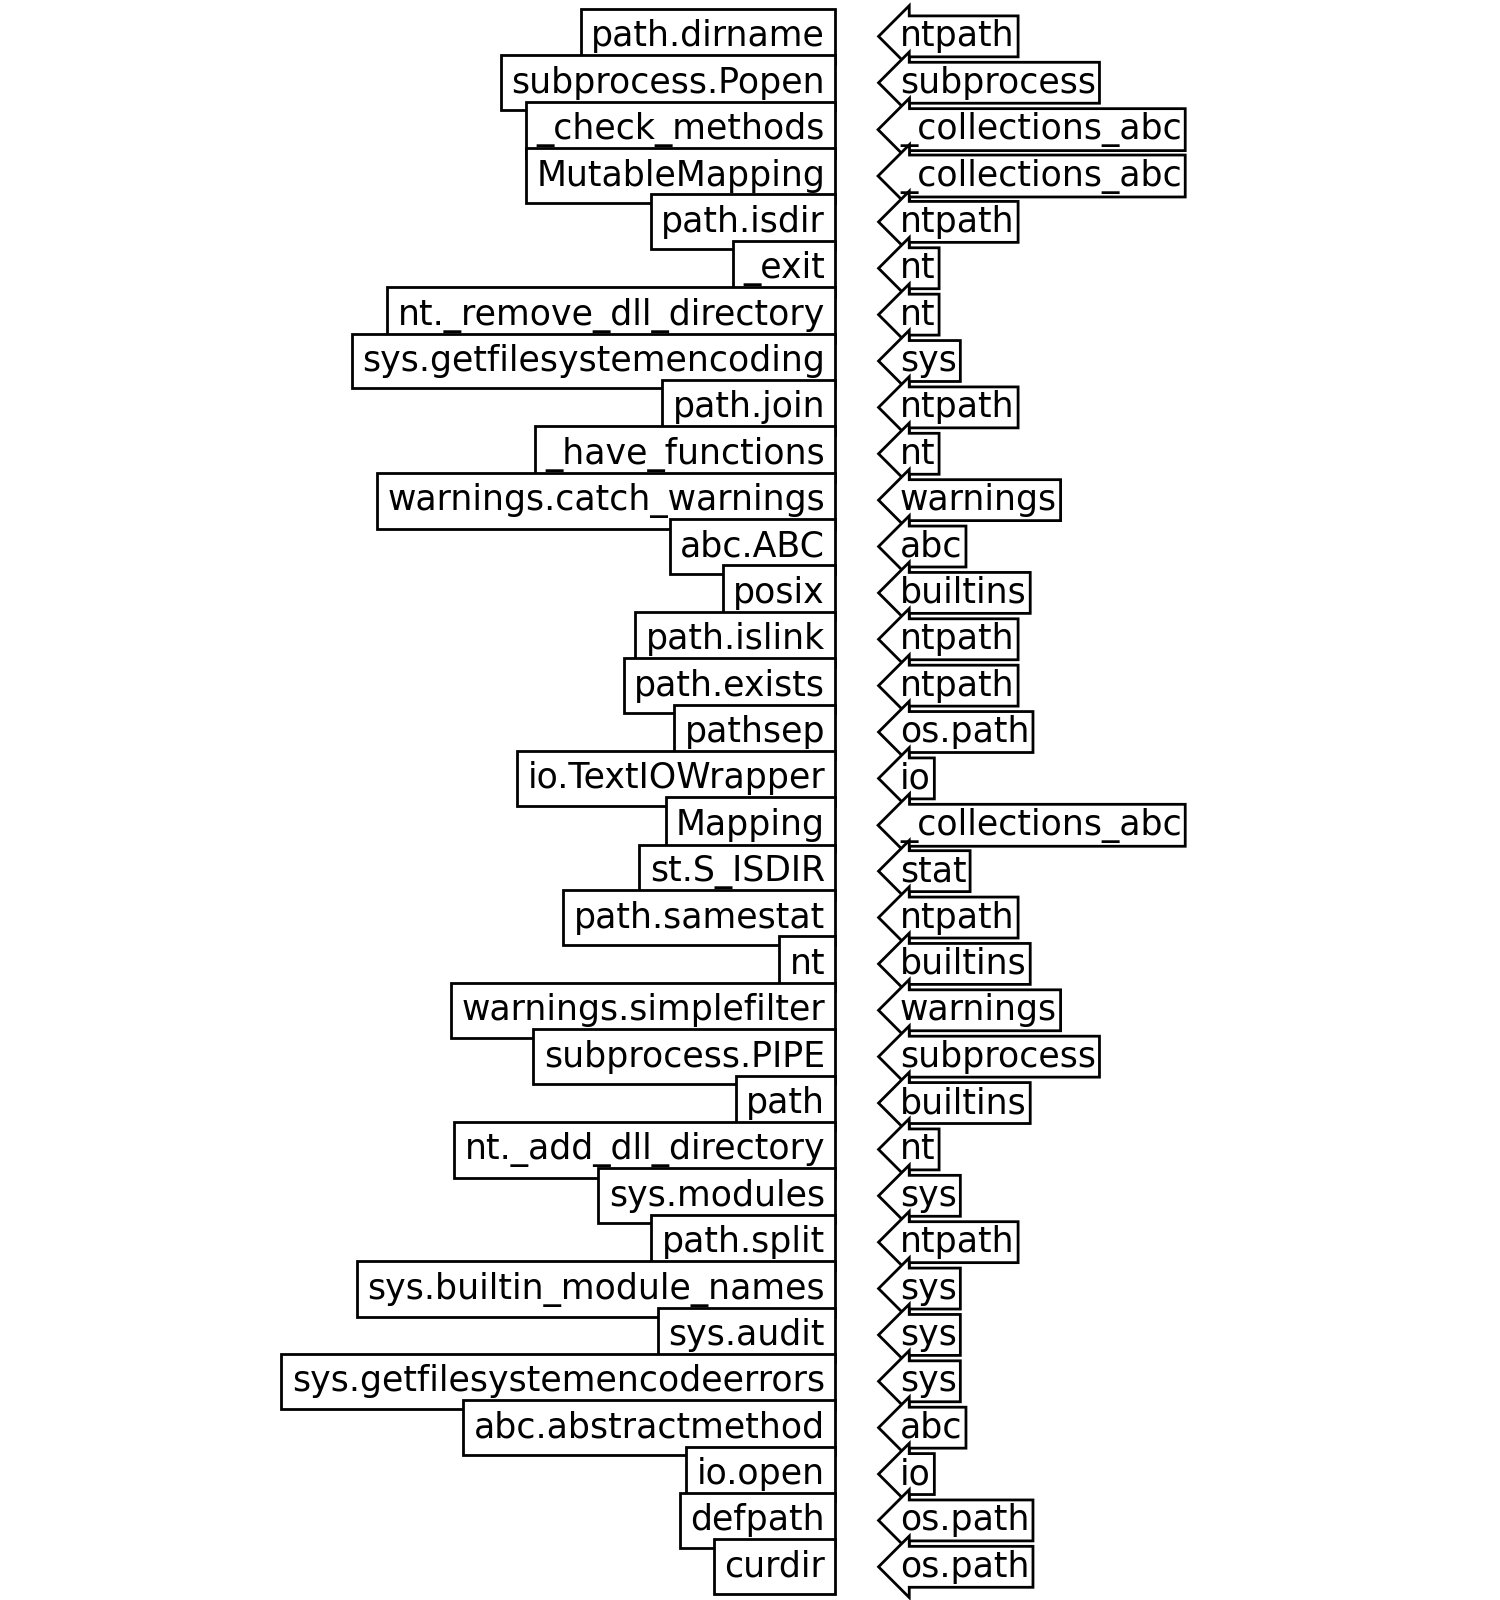 path.dirname ntpath
subprocess.Popen subprocess
_check_methods _collections_abc
MutableMapping _collections_abc
path.isdir ntpath
_exit nt
nt._remove_dll_directory nt
sys.getfilesystemencoding sys
path.join ntpath
_have_functions nt
warnings.catch_warnings warnings
abc.ABC abc
posix builtins
path.islink ntpath
path.exists ntpath
pathsep os.path
io.TextIOWrapper io
Mapping _collections_abc
st.S_ISDIR stat
path.samestat ntpath
nt builtins
warnings.simplefilter warnings
subprocess.PIPE subprocess
path builtins
nt._add_dll_directory nt
sys.modules sys
path.split ntpath
sys.builtin_module_names sys
sys.audit sys
sys.getfilesystemencodeerrors sys
abc.abstractmethod abc
io.open io
defpath os.path
curdir os.path